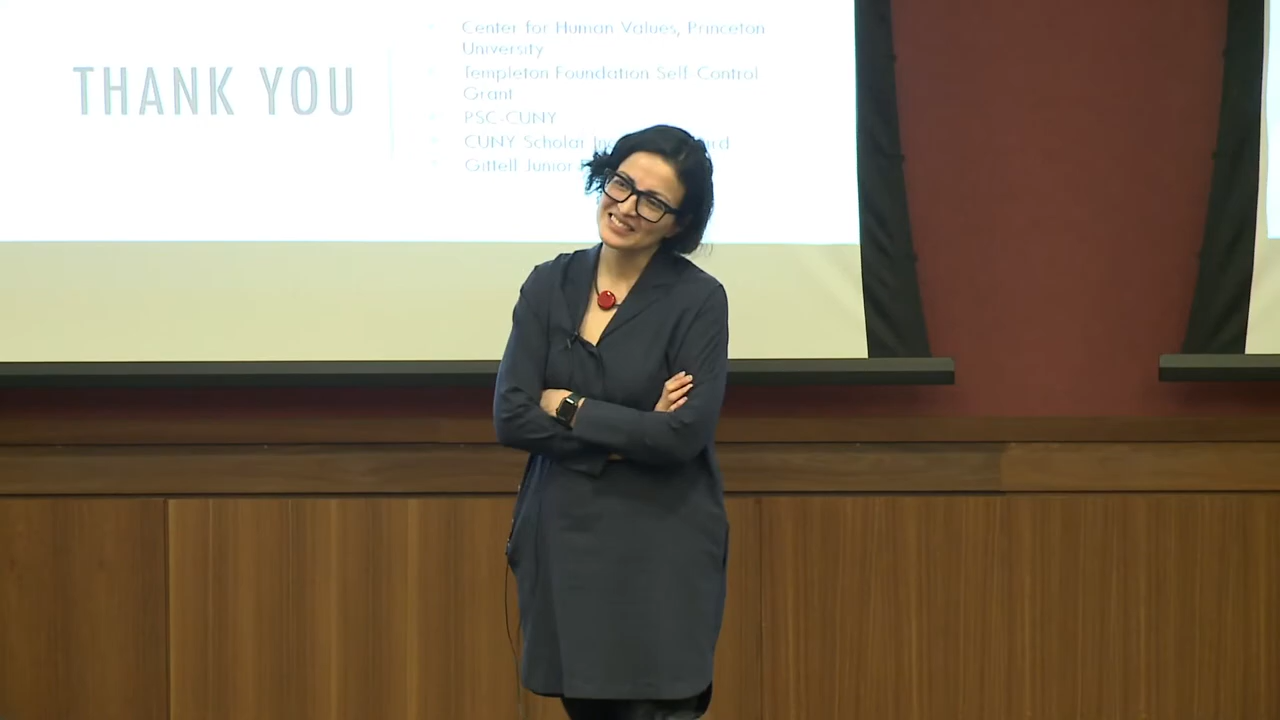 THANK YOU
Center for Human Values, Princeton
University
Templeton Foundation Self-Control
Grant
PSC-CUNY
CUNY Scholar
Gittell Junior